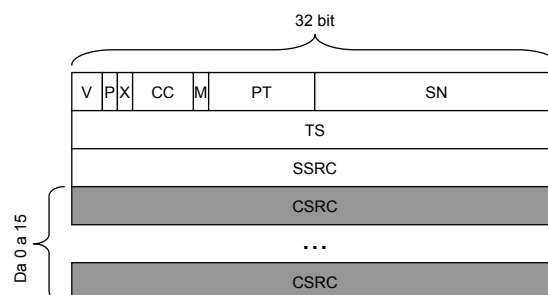 32 bit
V P X CC M PT SN
TS
SSRC
CSRC
...
CSRC
Da 0 a 15